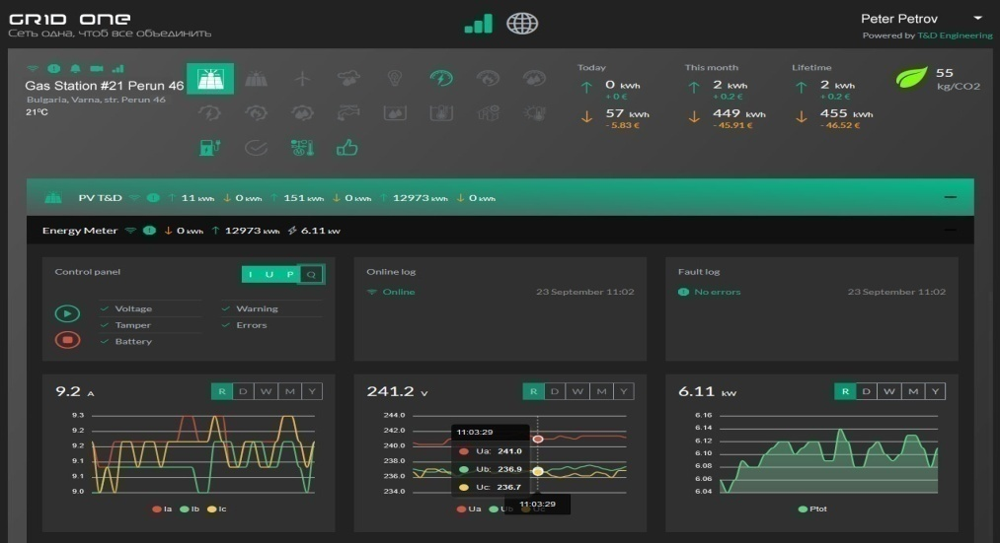 GRID ONE
Сеть одна, чтоб все объединить
Peter Petrov
Powered by T&D Engineering
Gas Station #21 Perun 46
Bulgaria, Varna, str. Perun 46
21°C
Today
0 kWh
+ 0 €
57 kWh
- 5.83 €
This month
2 kWh
+ 0.2 €
449 kWh
- 45.91 €
Lifetime
2 kWh
+ 0.2 €
455 kWh
- 46.52 €
55
kg/CO2
PV T&D 11 kWh 0 kWh 151 kWh 0 kWh 12973 kWh 0 kWh
Energy Meter 0 kWh 12973 kWh 6.11 kW
Control panel I U P Q
Voltage Warning
Tamper Errors
Battery
Online log
Online 23 September 11:02
Fault log
No errors 23 September 11:02
9.2 A R D W M Y
9.3
9.2
9.2
9.1
9.1
9.0
Ia Ib Ic
241.2 V R D W M Y
244.0
242.0
240.0
238.0
236.0
234.0
11:03:29
Ua: 241.0
Ub: 236.9
Uc: 236.7
11:03:29
Ua Ub Uc
6.11 kW R D W M Y
6.16
6.14
6.12
6.10
6.08
6.06
6.04
Ptot